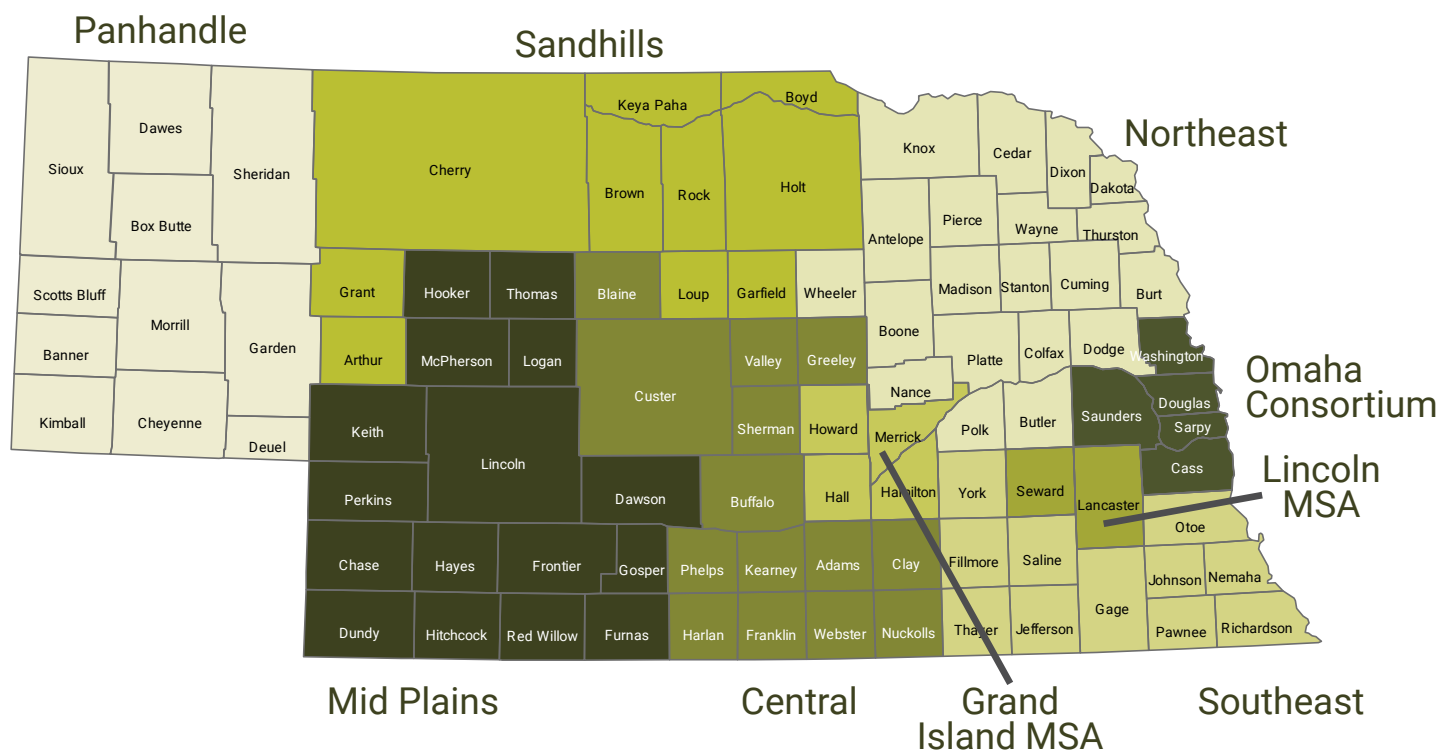 Panhandle
Sandhills
Northeast
Keya Paha
Boyd
Dawes
Sioux
Sheridan
Cherry
Brown
Rock
Holt
Knox
Cedar
Dixon
Dakota
Box Butte
Antelope
Pierce
Wayne
Thurston
Scotts Bluff
Morrill
Grant
Hooker
Thomas
Blaine
Loup
Garfield
Wheeler
Madison
Stanton
Cuming
Burt
Banner
Garden
Arthur
McPherson
Logan
Valley
Greeley
Boone
Platte
Colfax
Dodge
Washington
Omaha
Consortium
Kimball
Cheyenne
Deuel
Keith
Lincoln
Custer
Sherman
Howard
Nance
Merrick
Polk
Butler
Saunders
Douglas
Sarpy
Cass
Lincoln
MSA
Perkins
Dawson
Buffalo
Hall
Hamilton
York
Seward
Lancaster
Otoe
Chase
Hayes
Frontier
Gosper
Phelps
Kearney
Adams
Clay
Fillmore
Saline
Gage
Johnson
Nemaha
Dundy
Hitchcock
Red Willow
Furnas
Harlan
Franklin
Webster
Nuckolls
Thayer
Jefferson
Pawnee
Richardson
Mid Plains
Central
Grand
Island MSA
Southeast